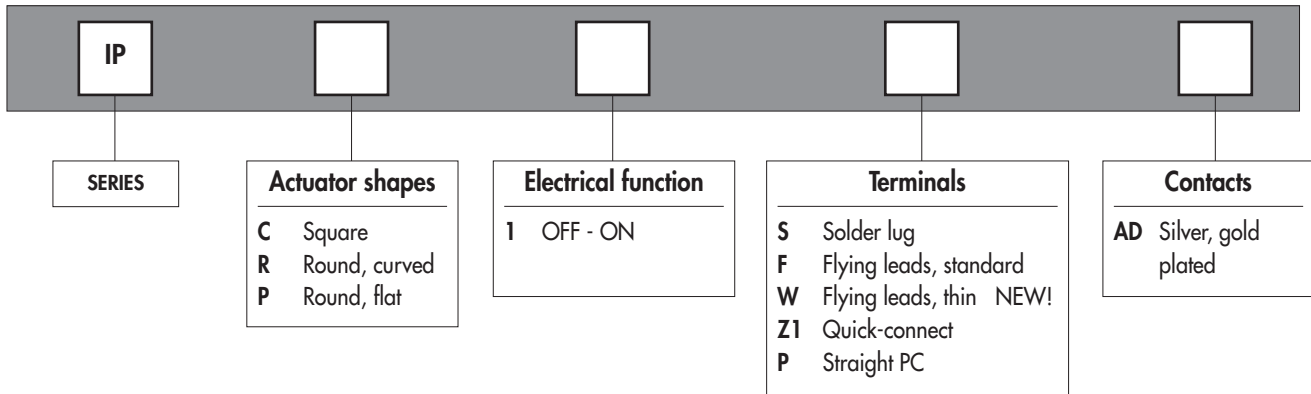 IP
SERIES
Actuator shapes
C Square
R Round, curved
P Round, flat
Electrical function
1 OFF - ON
Terminals
S Solder lug
F Flying leads, standard
W Flying leads, thin NEW!
Z1 Quick-connect
P Straight PC
Contacts
AD Silver, gold
plated